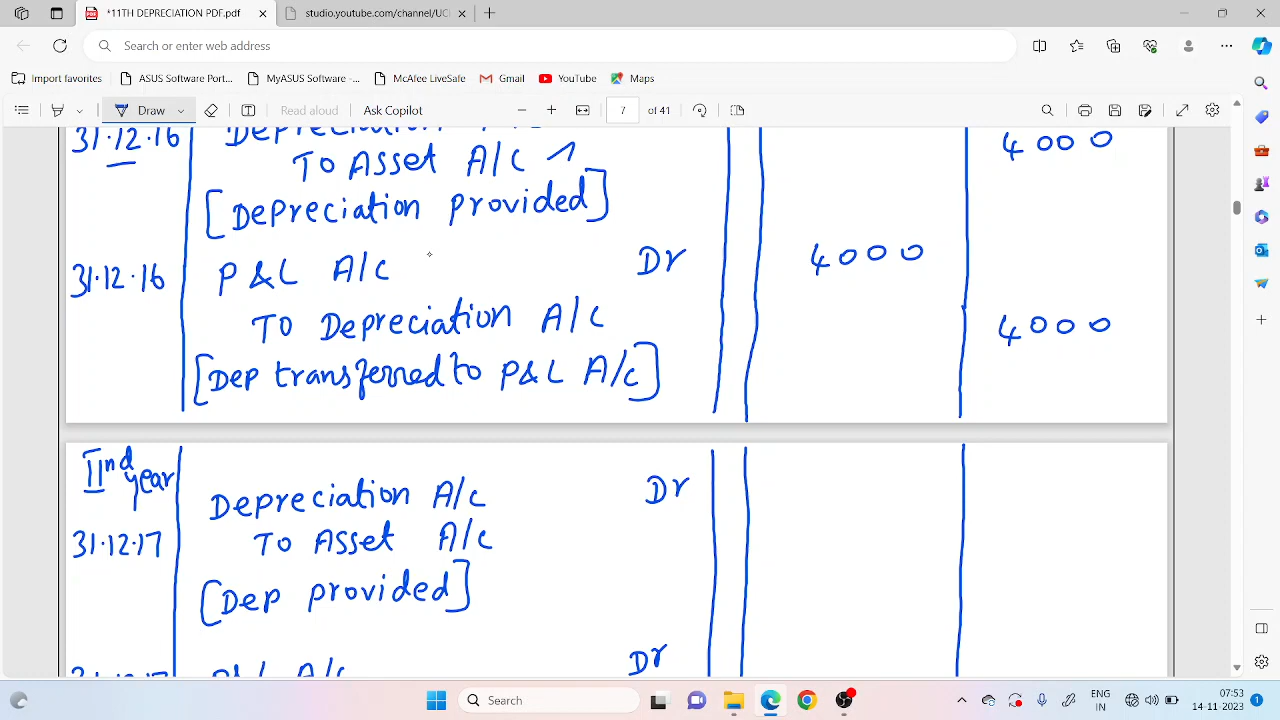 *11TH DEPRECIATION PDF.pdf
studio.youtube.com/channel/UC
Search or enter web address
Import favorites
ASUS Software Port...
MyASUS Software -...
McAfee LiveSafe
Gmail
YouTube
Maps
Draw
Read aloud
Ask Copilot
7 of 41
31.12.16 Depreciation
4000
TO ASSET A/C
[Depreciation provided]
31.12.16 P&L A/C Dr 4000
TO Depreciation A/C 4000
[Dep transferred to P&L A/c]
IInd year
Depreciation A/C Dr
31.12.17 TO ASSET A/C
[Dep provided]
P&L A/C Dr
Search
ENG
IN
07:53
14-11-2023
1